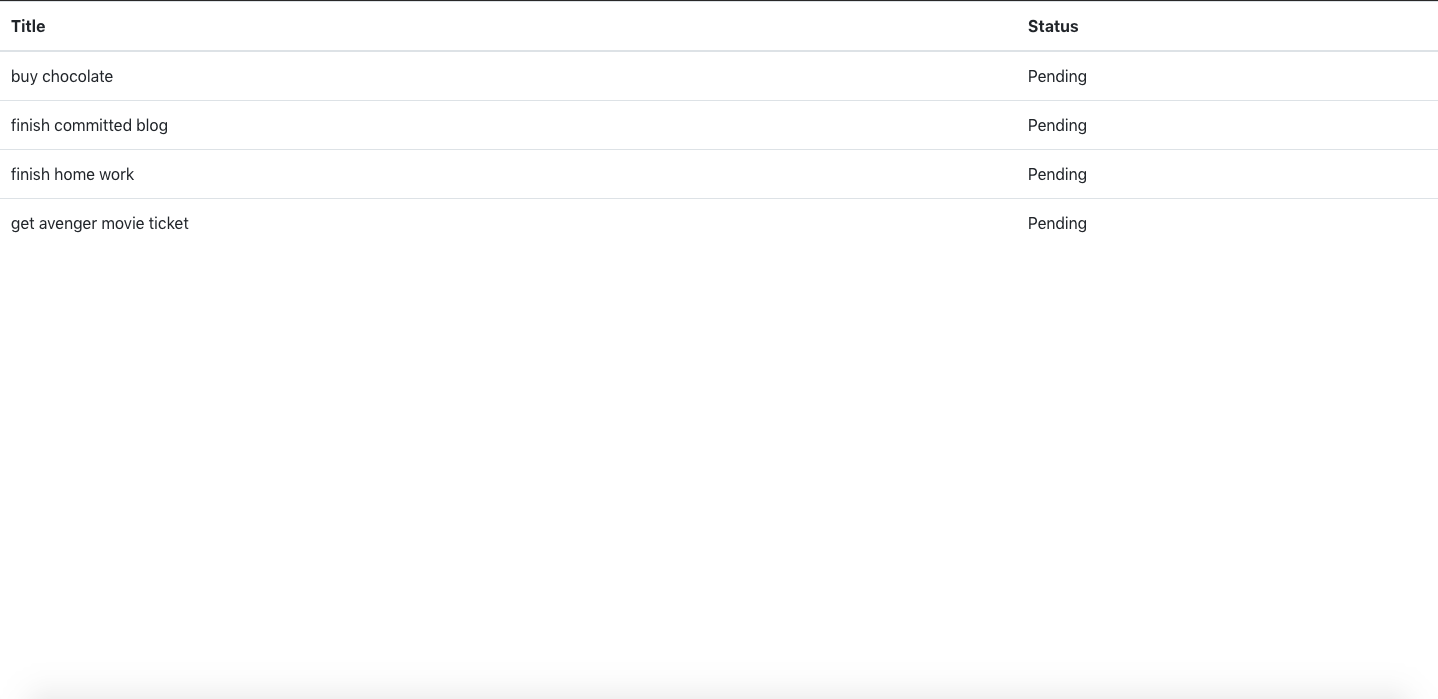 Title Status
buy chocolate Pending
finish committed blog Pending
finish home work Pending
get avenger movie ticket Pending